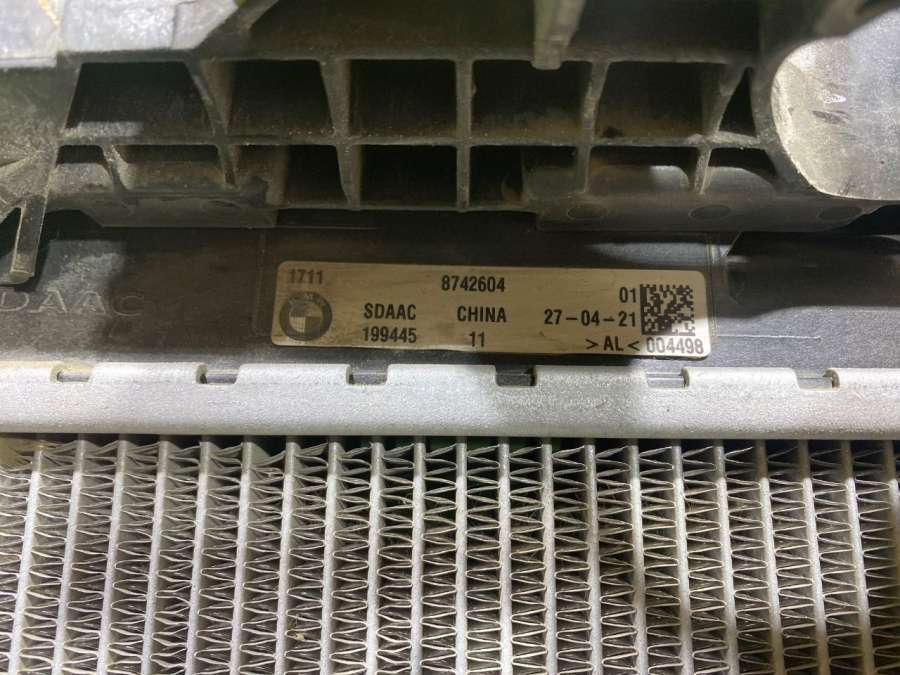 1711 8742604
01
SDAAC CHINA 27-04-21
199445 11 >AL< 004498
SDAAC